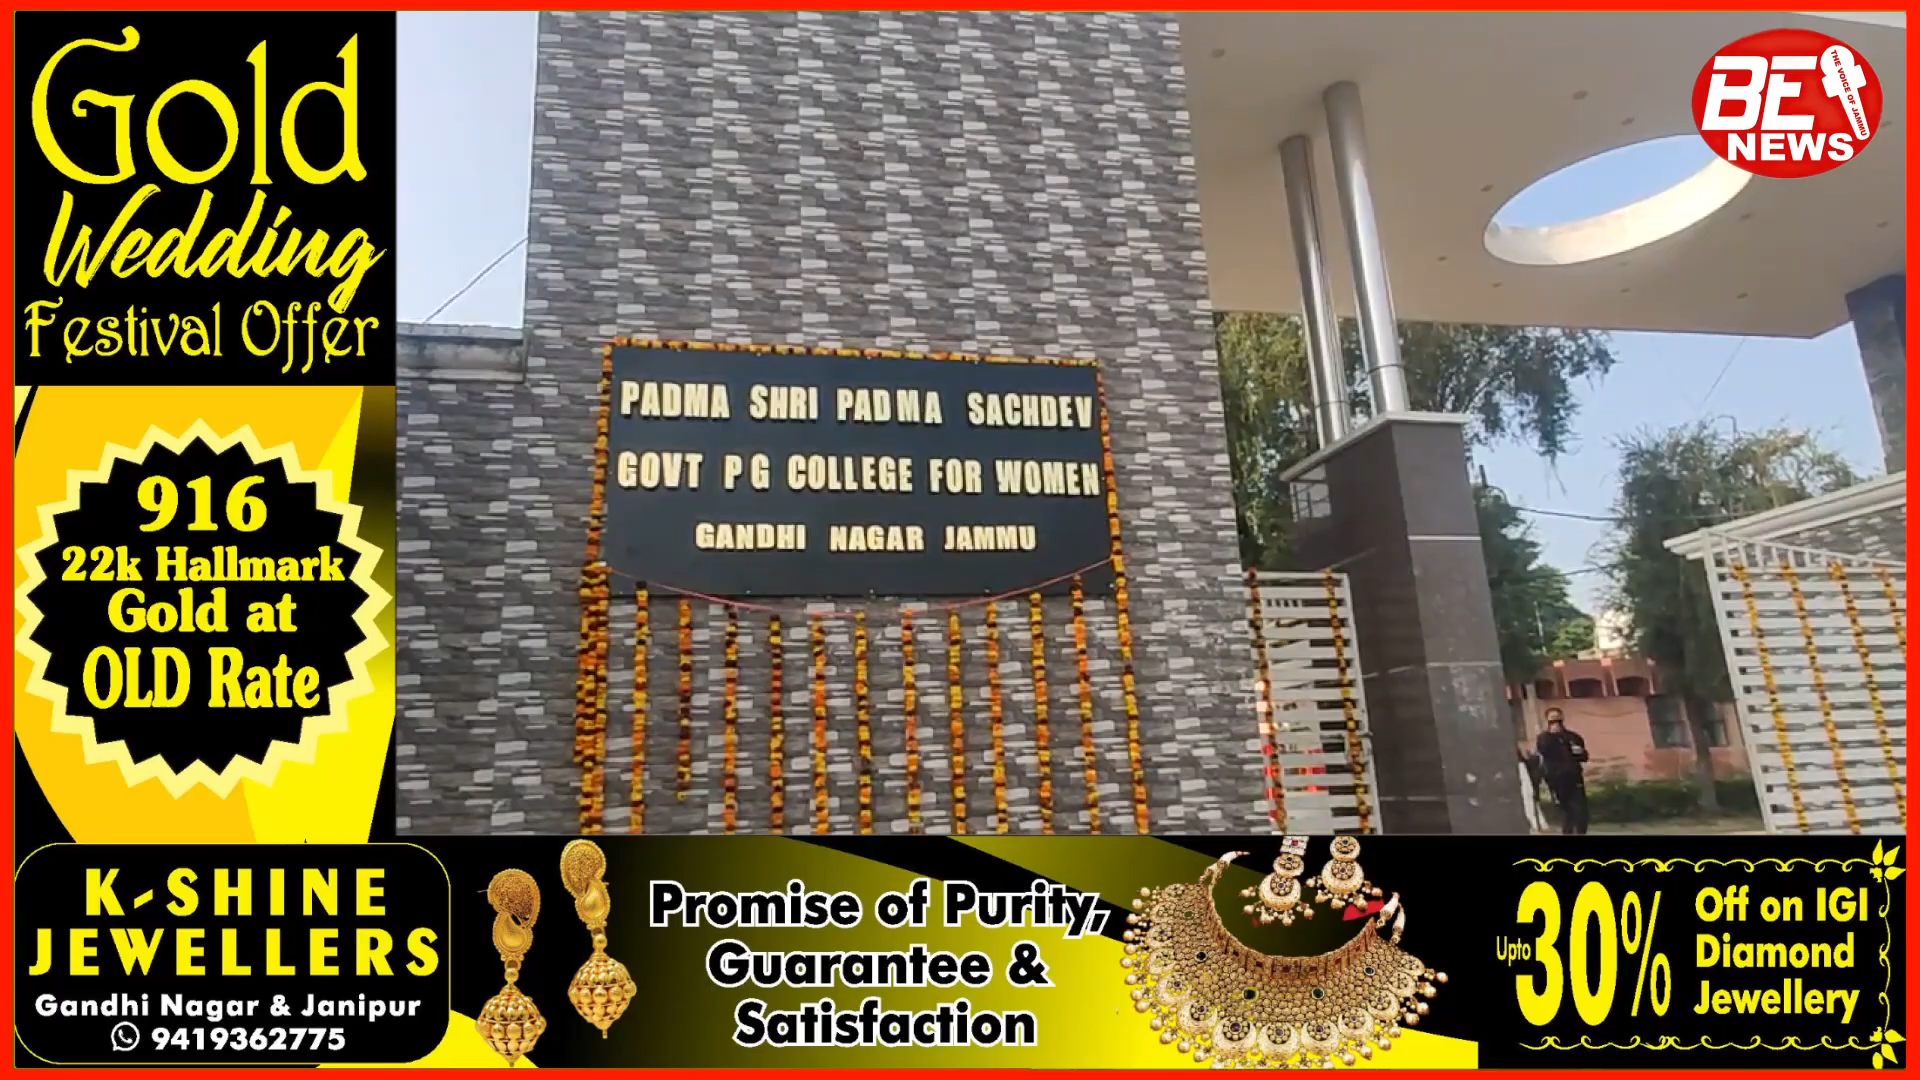 Gold
Wedding
Festival Offer
916
22k Hallmark
Gold at
OLD Rate
PADMA SHRI PADMA SACHDEV
GOVT PG COLLEGE FOR WOMEN
GANDHI NAGAR JAMMU
BE
NEWS
THE VOICE OF JAMMU
K-SHINE
JEWELLERS
Gandhi Nagar & Janipur
9419362775
Promise of Purity,
Guarantee &
Satisfaction
Upto 30% Off on IGI
Diamond
Jewellery